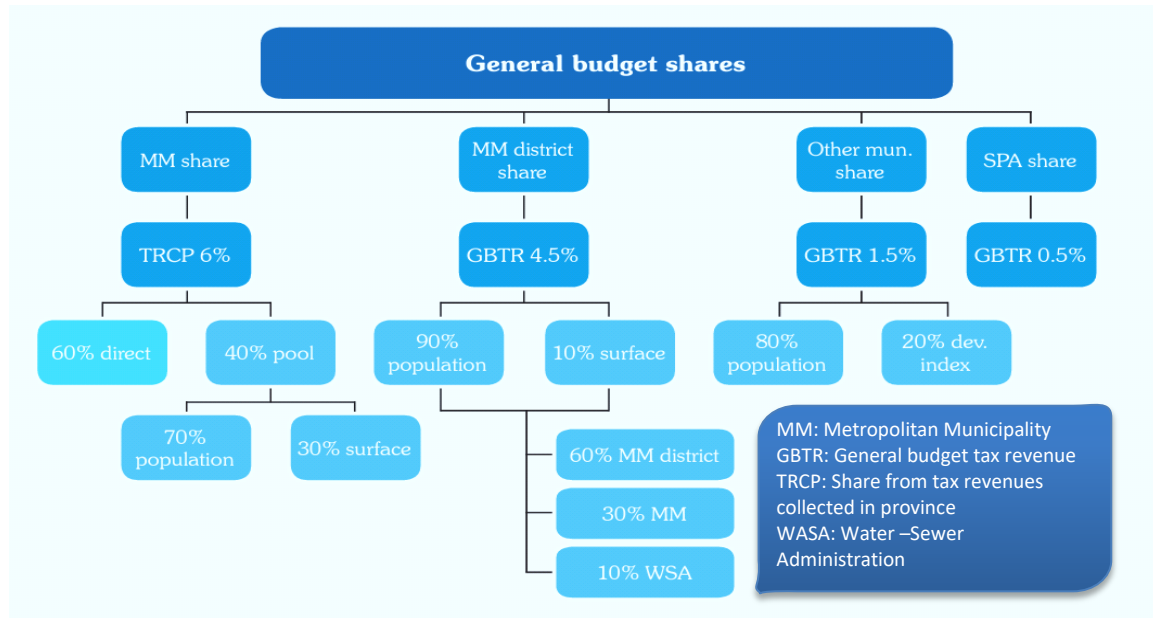 General budget shares
MM share
MM district
share
Other mun.
share
SPA share
TRCP 6%
GBTR 4.5%
GBTR 1.5%
GBTR 0.5%
60% direct
40% pool
90%
population
10% surface
80%
population
20% dev.
index
70%
population
30% surface
60% MM district
30% MM
10% WSA
MM: Metropolitan Municipality
GBTR: General budget tax revenue
TRCP: Share from tax revenues
collected in province
WASA: Water –Sewer
Administration